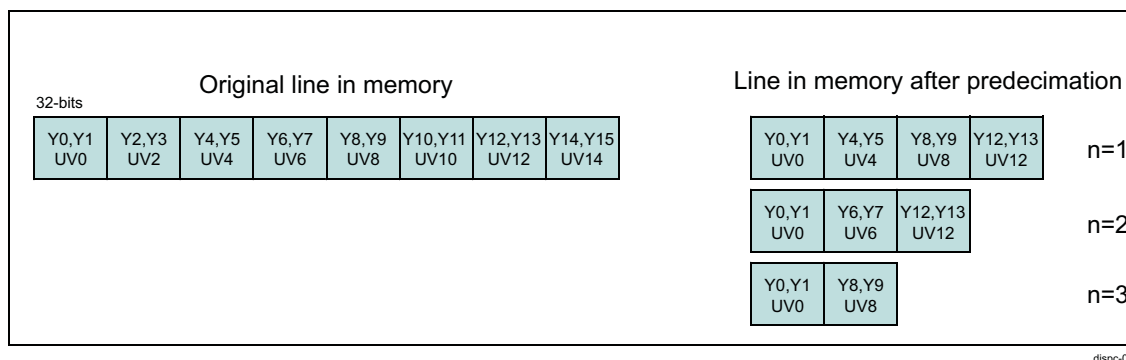 Original line in memory
Line in memory after predecimation
32-bits
Y0,Y1 Y2,Y3 Y4,Y5 Y6,Y7 Y8,Y9 Y10,Y11 Y12,Y13 Y14,Y15
UV0 UV2 UV4 UV6 UV8 UV10 UV12 UV14
Y0,Y1 Y4,Y5 Y8,Y9 Y12,Y13
UV0 UV4 UV8 UV12
n=1
Y0,Y1 Y6,Y7 Y12,Y13
UV0 UV6 UV12
n=2
Y0,Y1 Y8,Y9
UV0 UV8
n=3